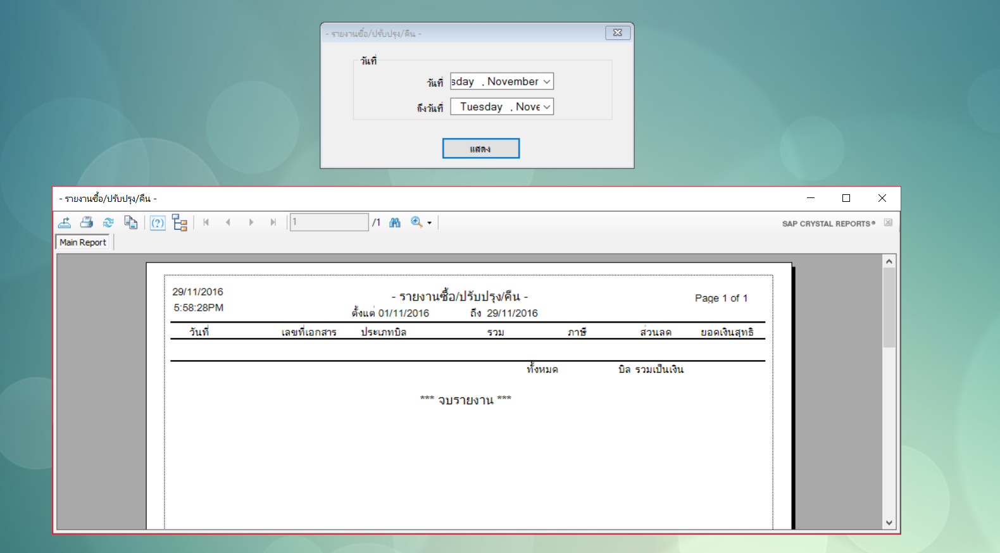 - รายงานซื้อ/ปรับปรุง/คืน -
วันที่
วันที่ sday , November
ถึงวันที่ Tuesday , Nove
แสดง
- รายงานซื้อ/ปรับปรุง/คืน -
1 /1 SAP CRYSTAL REPORTS®
Main Report
29/11/2016 - รายงานซื้อ/ปรับปรุง/คืน - Page 1 of 1
5:58:28PM ตั้งแต่ 01/11/2016 ถึง 29/11/2016
วันที่ เลขที่เอกสาร ประเภทบิล รวม ภาษี ส่วนลด ยอดเงินสุทธิ
ทั้งหมด บิล รวมเป็นเงิน
*** จบรายงาน ***